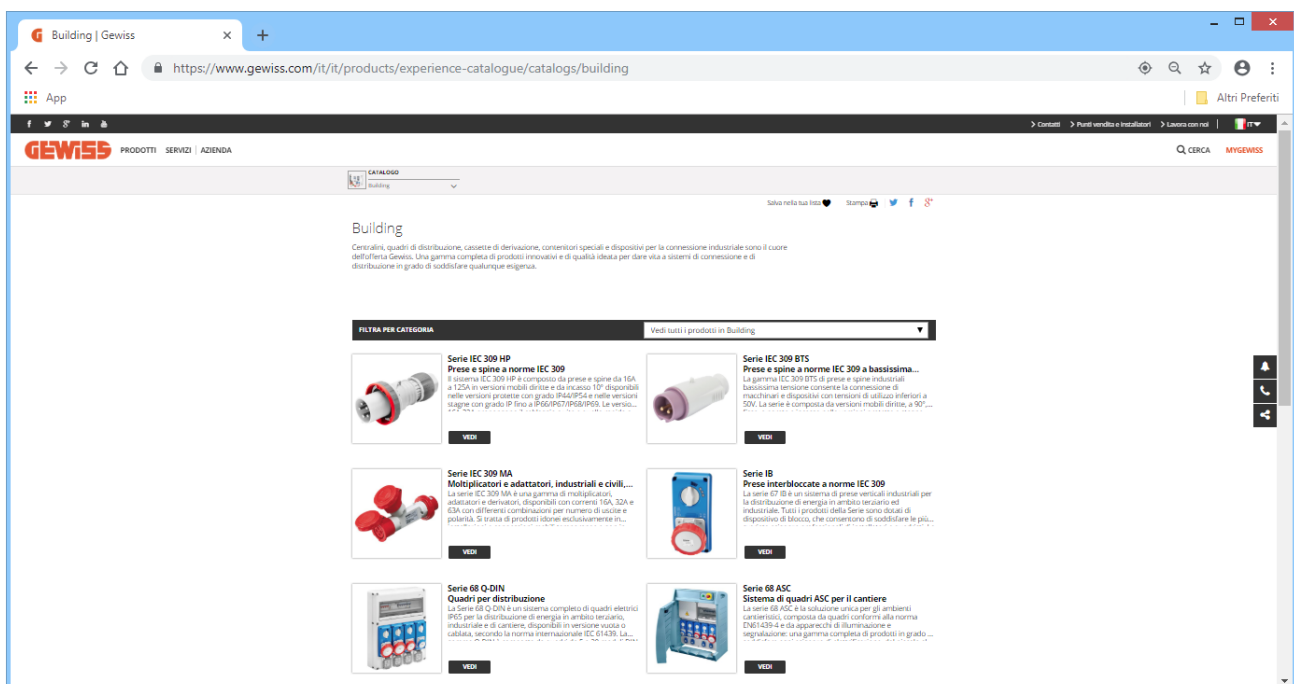 Building | Gewiss
https://www.gewiss.com/it/it/products/experience-catalogue/catalogs/building
App
Altri Preferiti
> Contatti > Punti vendita e Installatori > Lavora con noi | IT
GEWISS PRODOTTI SERVIZI | AZIENDA
CERCA MYGEWISS
CATALOGO
Building
Salva nella tua lista Stampa
Building
Centralini, quadri di distribuzione, cassette di derivazione, contenitori speciali e dispositivi per la connessione industriale sono il cuore
dell'offerta Gewiss. Una gamma completa di prodotti innovativi e di qualità ideata per dare vita a sistemi di connessione e di
distribuzione in grado di soddisfare qualunque esigenza.
FILTRA PER CATEGORIA
Vedi tutti i prodotti in Building
Serie IEC 309 HP
Prese e spine a norme IEC 309
Il sistema IEC 309 HP è composto da prese e spine da 16A
a 125A in versioni mobili diritte e da incasso 10° disponibili
nelle versioni protette con grado IP44/IP54 e nelle versioni
stagne con grado IP fino a IP66/IP67/IP68/IP69. Le versio...
VEDI
Serie IEC 309 BTS
Prese e spine a norme IEC 309 a bassissima...
La gamma IEC 309 BTS di prese e spine industriali
bassissima tensione consente la connessione di
macchinari e dispositivi con tensioni di utilizzo inferiori a
50V. La serie è composta da versioni mobili diritte, a 90°,...
VEDI
Serie IEC 309 MA
Moltiplicatori e adattatori, industriali e civili,...
La serie IEC 309 MA è una gamma di moltiplicatori,
adattatori e derivatori, disponibili con correnti 16A, 32A e
63A con differenti combinazioni per numero di uscite e
polarità. Si tratta di prodotti idonei esclusivamente in...
VEDI
Serie IB
Prese interbloccate a norme IEC 309
La serie 67 IB è un sistema di prese verticali industriali per
la distribuzione di energia in ambito terziario ed
industriale. Tutti i prodotti della Serie sono dotati di
dispositivo di blocco, che consentono di soddisfare le più...
VEDI
Serie 68 Q-DIN
Quadri per distribuzione
La Serie 68 Q-DIN è un sistema completo di quadri elettrici
IP65 per la distribuzione di energia in ambito terziario,
industriale e di cantiere, disponibili in versione vuota o
cablata, secondo la norma internazionale IEC 61439. La...
VEDI
Serie 68 ASC
Sistema di quadri ASC per il cantiere
La serie 68 ASC è la soluzione unica per gli ambienti
cantieristici, composta da quadri conformi alla norma
EN61439-4 e da apparecchi di illuminazione e
segnalazione: una gamma completa di prodotti in grado ...
VEDI